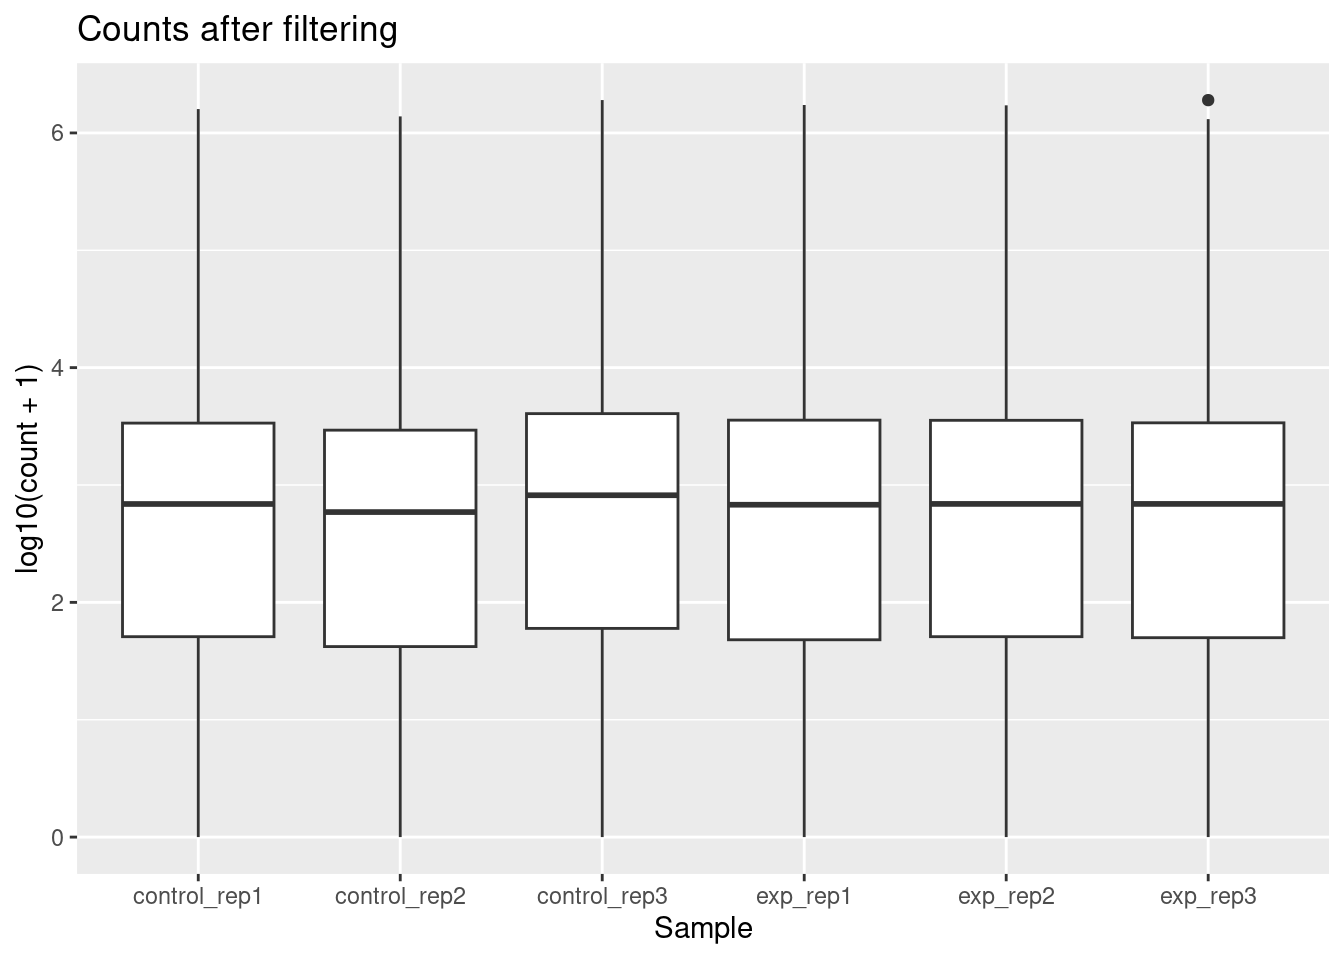 Counts after filtering
log10(count + 1)
6
4
2
0
control_rep1 control_rep2 control_rep3 exp_rep1 exp_rep2 exp_rep3
Sample